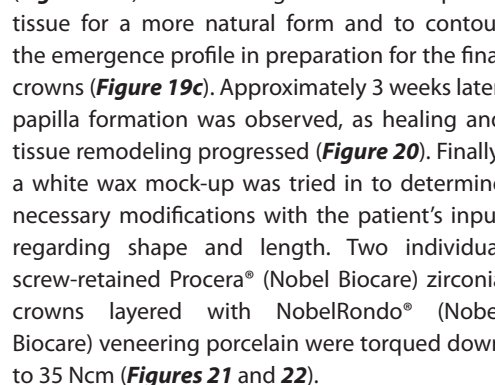 tissue for a more natural form and to contou
the emergence profile in preparation for the fina
crowns (Figure 19c). Approximately 3 weeks later
papilla formation was observed, as healing and
tissue remodeling progressed (Figure 20). Finally
a white wax mock-up was tried in to determin
necessary modifications with the patient's inpu
regarding shape and length. Two individua
screw-retained Procera® (Nobel Biocare) zirconia
crowns layered with NobelRondo® (Nobe
Biocare) veneering porcelain were torqued down
to 35 Ncm (Figures 21 and 22).